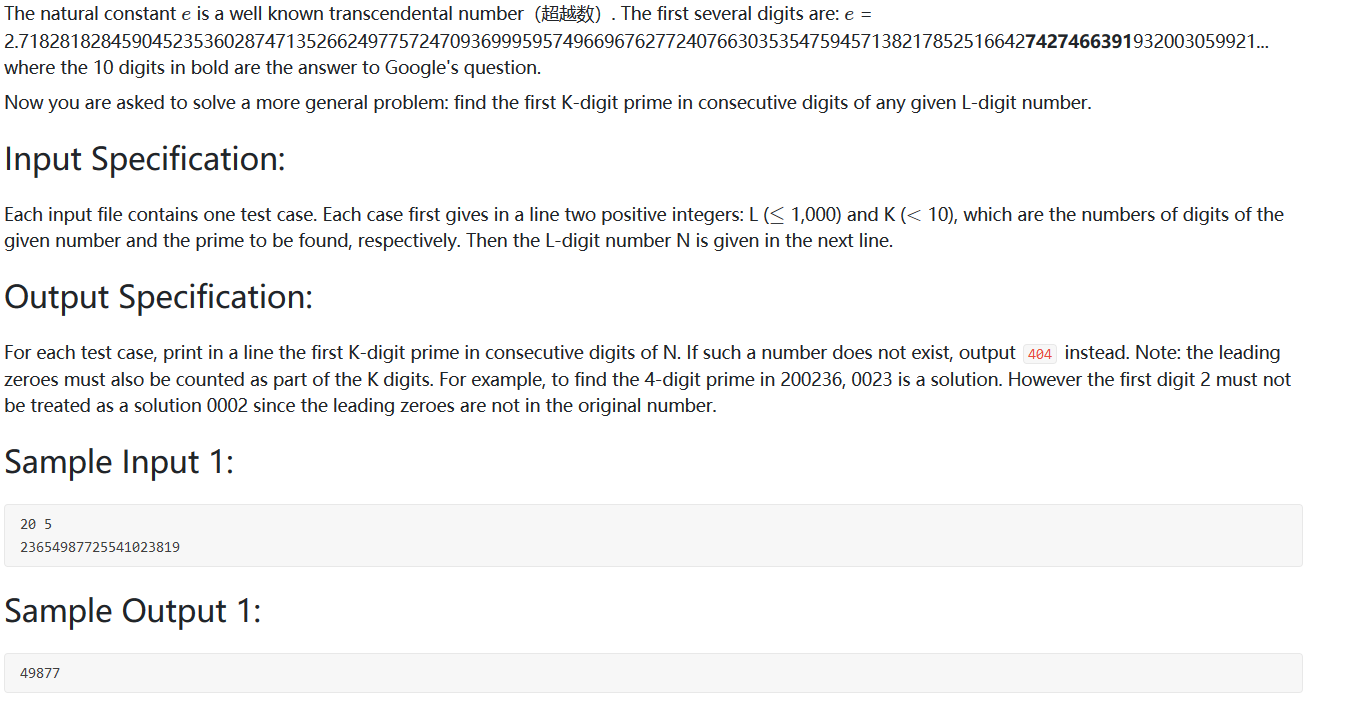 The natural constant e is a well known transcendental number（超越数）. The first several digits are: e =
2.718281828459045235360287471352662497757247093699959574966967627724076630353547594571382178525166427427466391932003059921...
where the 10 digits in bold are the answer to Google's question.
Now you are asked to solve a more general problem: find the first K-digit prime in consecutive digits of any given L-digit number.
Input Specification:
Each input file contains one test case. Each case first gives in a line two positive integers: L (≤ 1,000) and K (< 10), which are the numbers of digits of the
given number and the prime to be found, respectively. Then the L-digit number N is given in the next line.
Output Specification:
For each test case, print in a line the first K-digit prime in consecutive digits of N. If such a number does not exist, output 404 instead. Note: the leading
zeroes must also be counted as part of the K digits. For example, to find the 4-digit prime in 200236, 0023 is a solution. However the first digit 2 must not
be treated as a solution 0002 since the leading zeroes are not in the original number.
Sample Input 1:
20 5
23654987725541023819
Sample Output 1:
49877